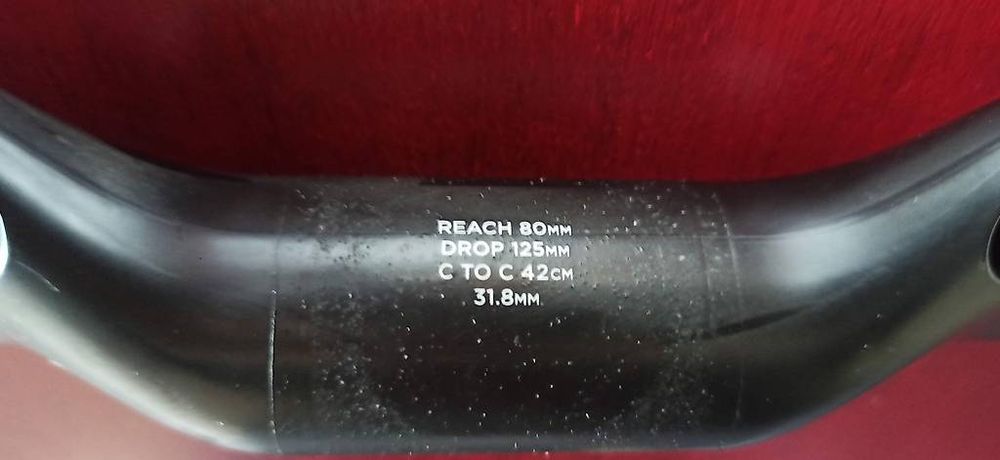 REACH 80MM
DROP 125MM
C TO C 42CM
31.8MM